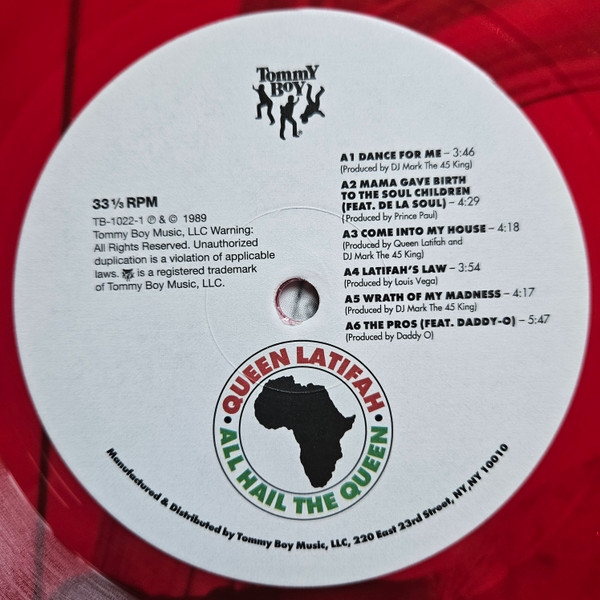 Tommy
Boy
®
33 ⅓ RPM
TB-1022-1 ℗ & © 1989
Tommy Boy Music, LLC Warning:
All Rights Reserved. Unauthorized
duplication is a violation of applicable
laws. is a registered trademark
of Tommy Boy Music, LLC.
A1 DANCE FOR ME – 3:46
(Produced by DJ Mark The 45 King)
A2 MAMA GAVE BIRTH
TO THE SOUL CHILDREN
(FEAT. DE LA SOUL) – 4:29
(Produced by Prince Paul)
A3 COME INTO MY HOUSE – 4:18
(Produced by Queen Latifah and
DJ Mark The 45 King)
A4 LATIFAH'S LAW – 3:54
(Produced by Louis Vega)
A5 WRATH OF MY MADNESS – 4:17
(Produced by DJ Mark The 45 King)
A6 THE PROS (FEAT. DADDY-O) – 5:47
(Produced by Daddy O)
• QUEEN LATIFAH •
ALL HAIL THE QUEEN
Manufactured & Distributed by Tommy Boy Music, LLC, 220 East 23rd Street, NY,NY 10010